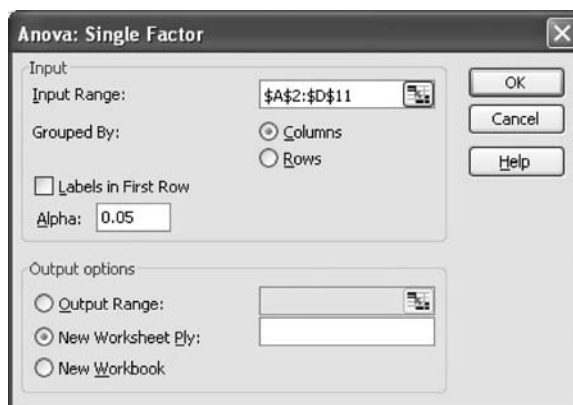 Anova: Single Factor
Input
Input Range: $A$2:$D$11
Grouped By: Columns
Rows
Labels in First Row
Alpha: 0.05
OK
Cancel
Help
Output options
Output Range:
New Worksheet Ply:
New Workbook